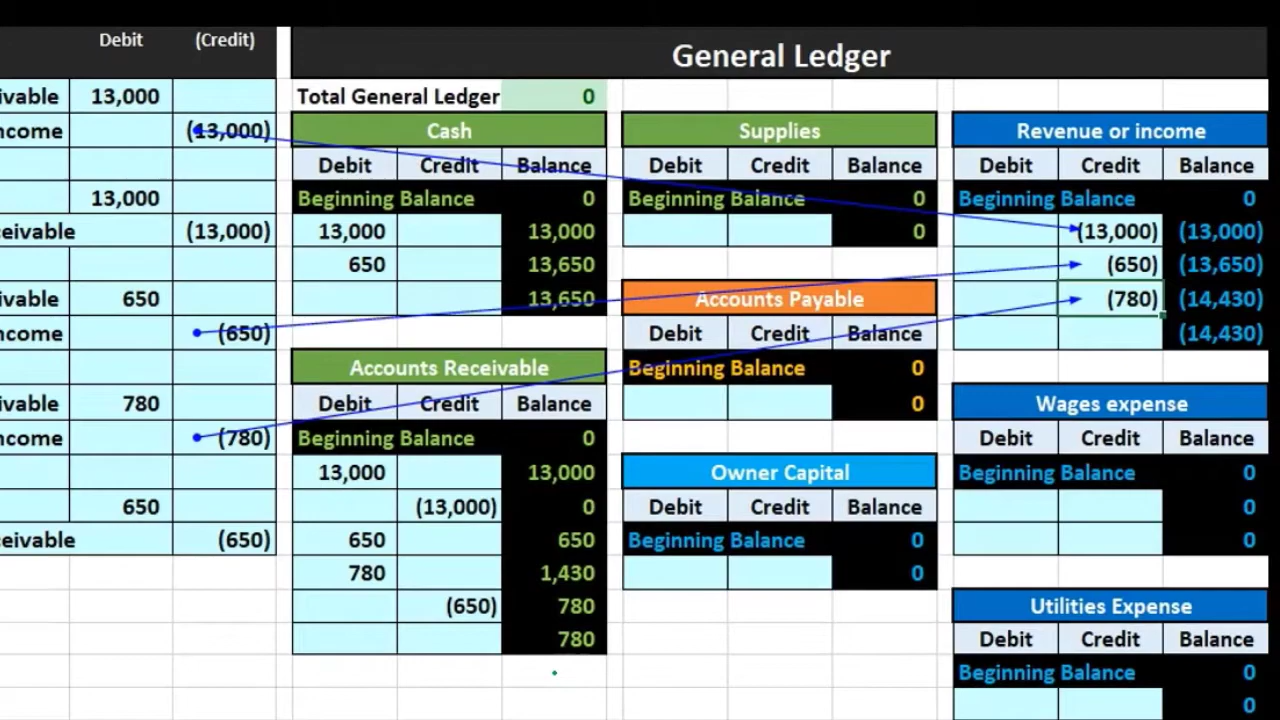 Debit (Credit)
General Ledger
ivable 13,000
ncome (13,000)
13,000
ceivable (13,000)
ivable 650
ncome (650)
ivable 780
ncome (780)
650
ceivable (650)
Total General Ledger 0
Cash
Debit Credit Balance
Beginning Balance 0
13,000 13,000
650 13,650
13,650
Accounts Receivable
Debit Credit Balance
Beginning Balance 0
13,000 13,000
(13,000) 0
650 650
780 1,430
(650) 780
780
Supplies
Debit Credit Balance
Beginning Balance 0
0
Accounts Payable
Debit Credit Balance
Beginning Balance 0
0
Owner Capital
Debit Credit Balance
Beginning Balance 0
0
Revenue or income
Debit Credit Balance
Beginning Balance 0
(13,000) (13,000)
(650) (13,650)
(780) (14,430)
(14,430)
Wages expense
Debit Credit Balance
Beginning Balance 0
0
0
Utilities Expense
Debit Credit Balance
Beginning Balance 0
0